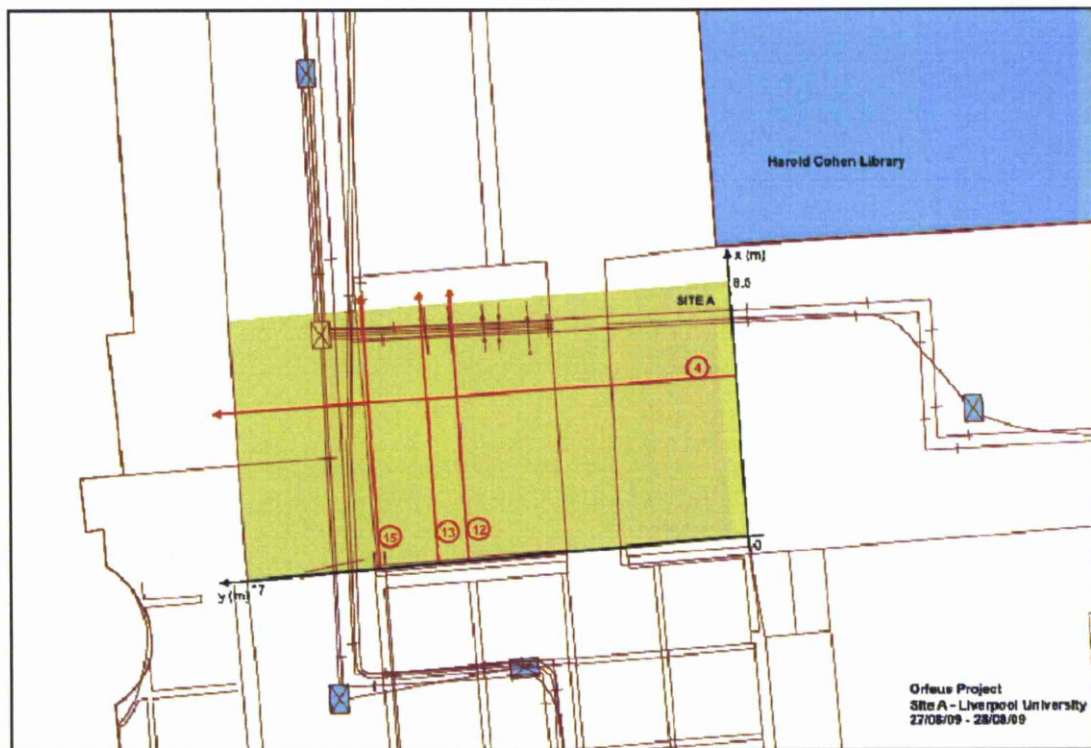 Harold Cohen Library
x (m)
8.5
SITE A
4
15
13
12
0
y (m)
Orfeus Project
Site A - Liverpool University
27/08/09 - 28/08/09